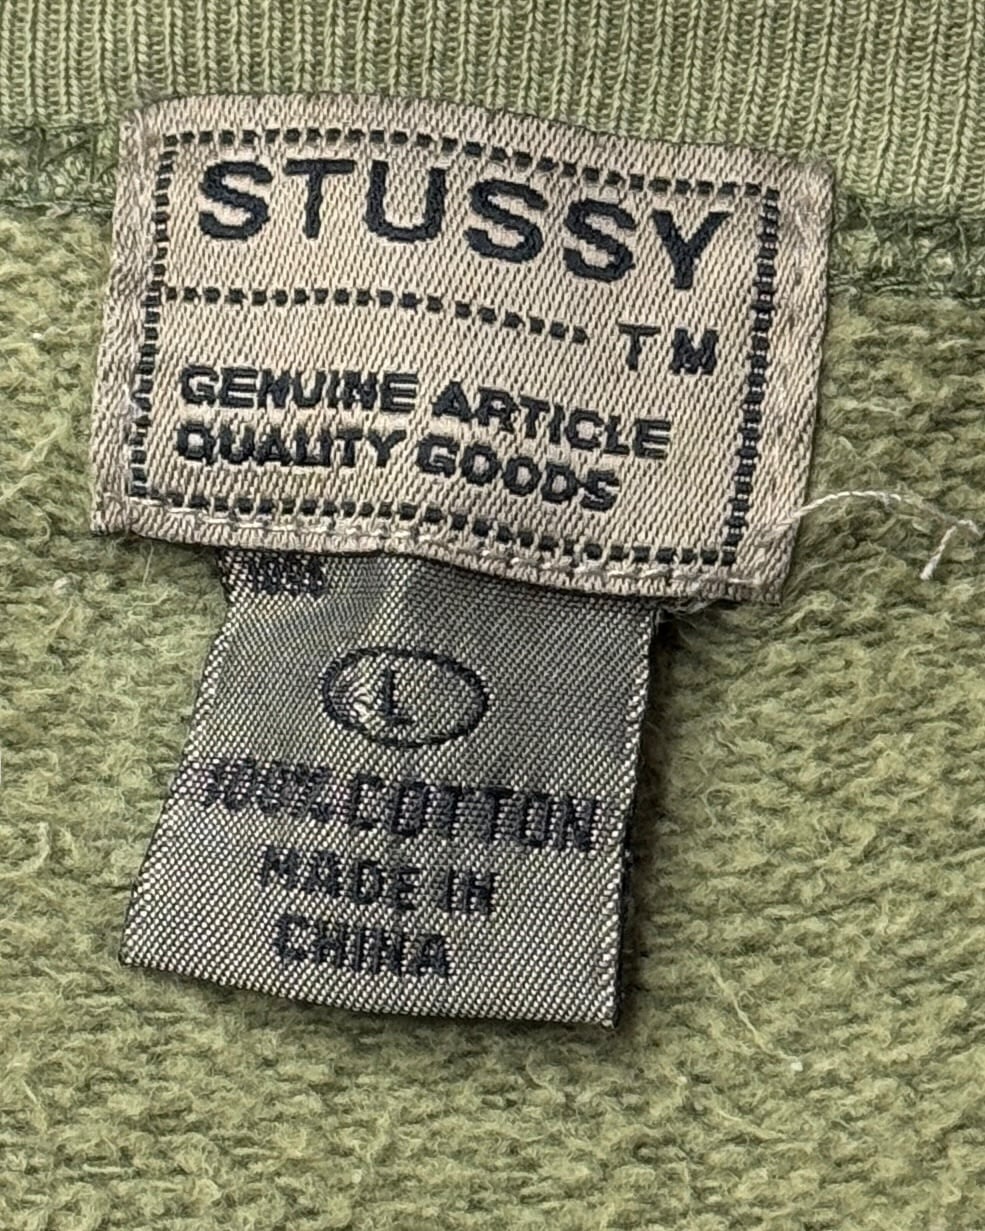 STUSSY
TM
GENUINE ARTICLE
QUALITY GOODS
L
100% COTTON
MADE IN
CHINA